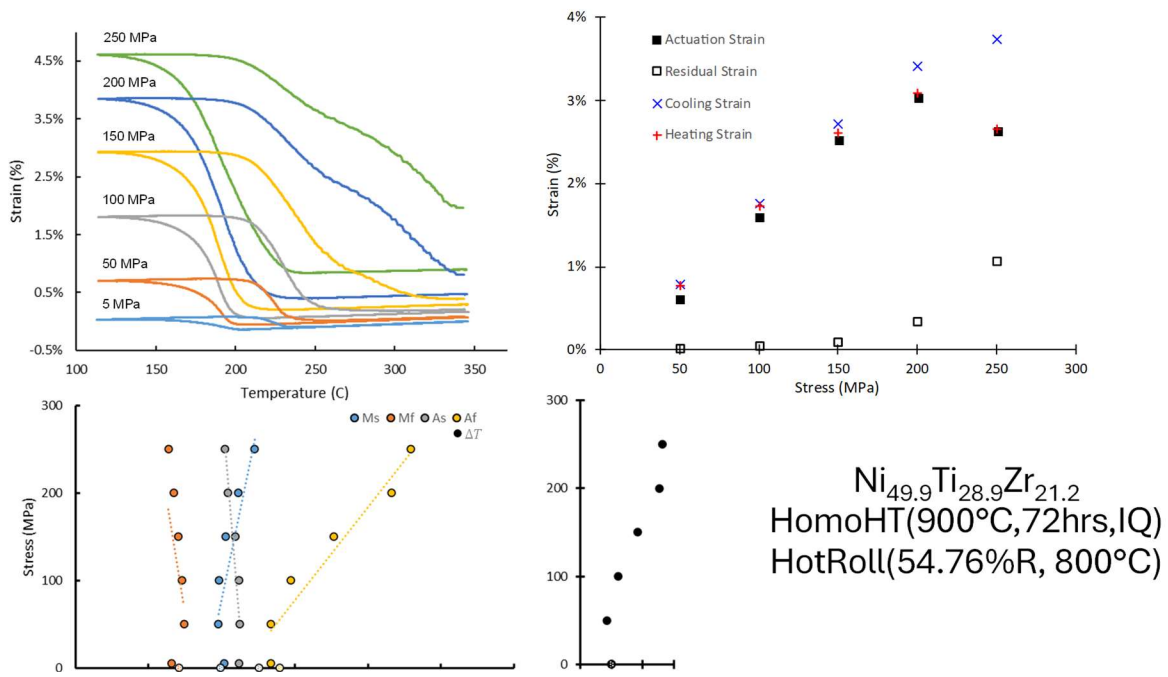 250 MPa
200 MPa
150 MPa
100 MPa
50 MPa
5 MPa
4.5%
3.5%
2.5%
1.5%
0.5%
-0.5%
Strain (%)
100 150 200 250 300 350
Temperature (C)
4%
3%
2%
1%
0%
Strain (%)
Actuation Strain
Residual Strain
Cooling Strain
Heating Strain
0 50 100 150 200 250 300
Stress (MPa)
300
200
100
0
Stress (MPa)
Ms Mf As Af
ΔT
300
200
100
0
Ni49.9Ti28.9Zr21.2
HomoHT(900°C,72hrs,IQ)
HotRoll(54.76%R, 800°C)